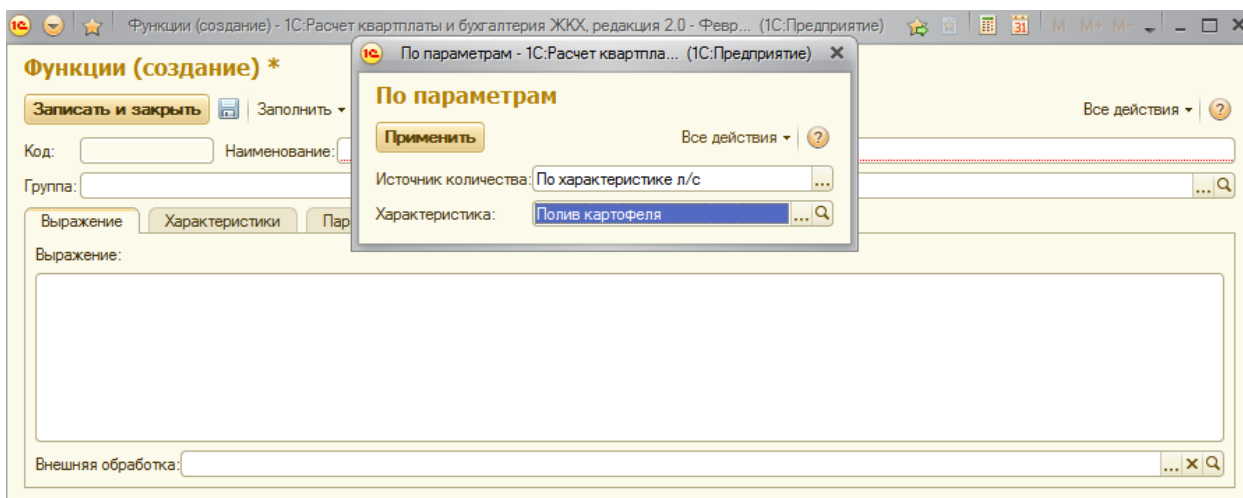 Функции (создание) - 1С:Расчет квартплаты и бухгалтерия ЖКХ, редакция 2.0 - Февр... (1С:Предприятие) 31 M M+ M-
По параметрам - 1С:Расчет квартпла... (1С:Предприятие)
Функции (создание) *
По параметрам
Записать и закрыть Заполнить
Применить Все действия ?
Все действия ?
Код: Наименование:
Источник количества: По характеристике л/с ...
Группа: ...
Характеристика: Полив картофеля ...
Выражение Характеристики Пар
Выражение:
Внешняя обработка: ...